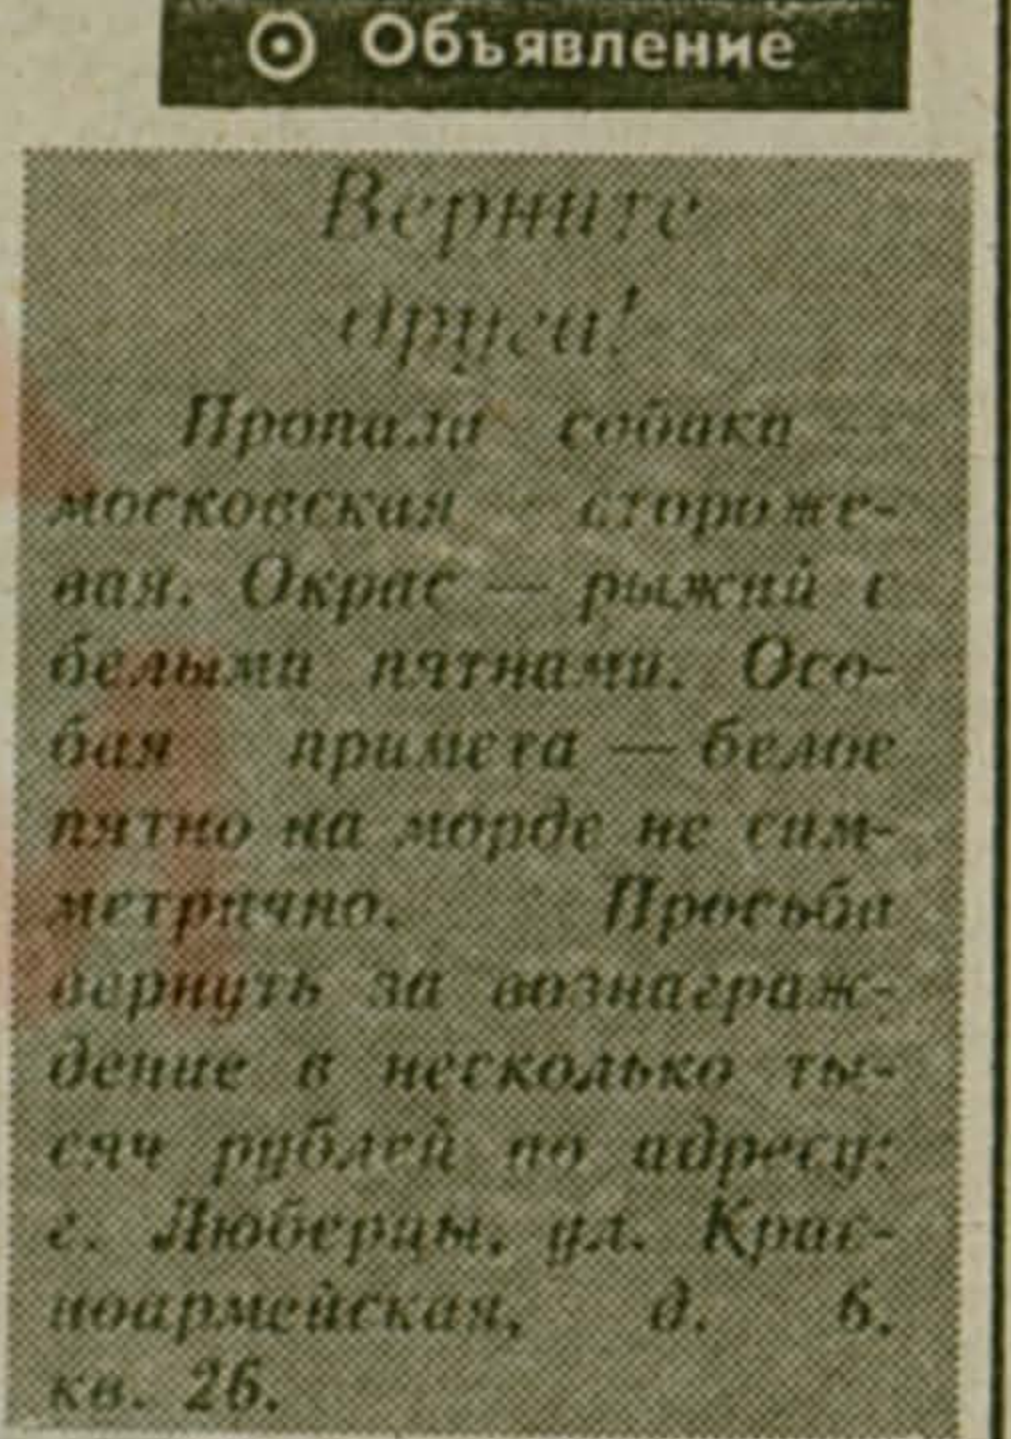 Объявление
Верните
друга!
Пропала собака —
московская сторожевая
вая. Окрас — рыжий с
белыми пятнами. Осо-
бая примета — белое
пятно на морде не сим-
метрично. Просьба
вернуть за вознаграж-
дение в несколько ты-
сяч рублей по адресу:
г. Люберцы, ул. Крас-
ноармейская, д. 6,
кв. 26.